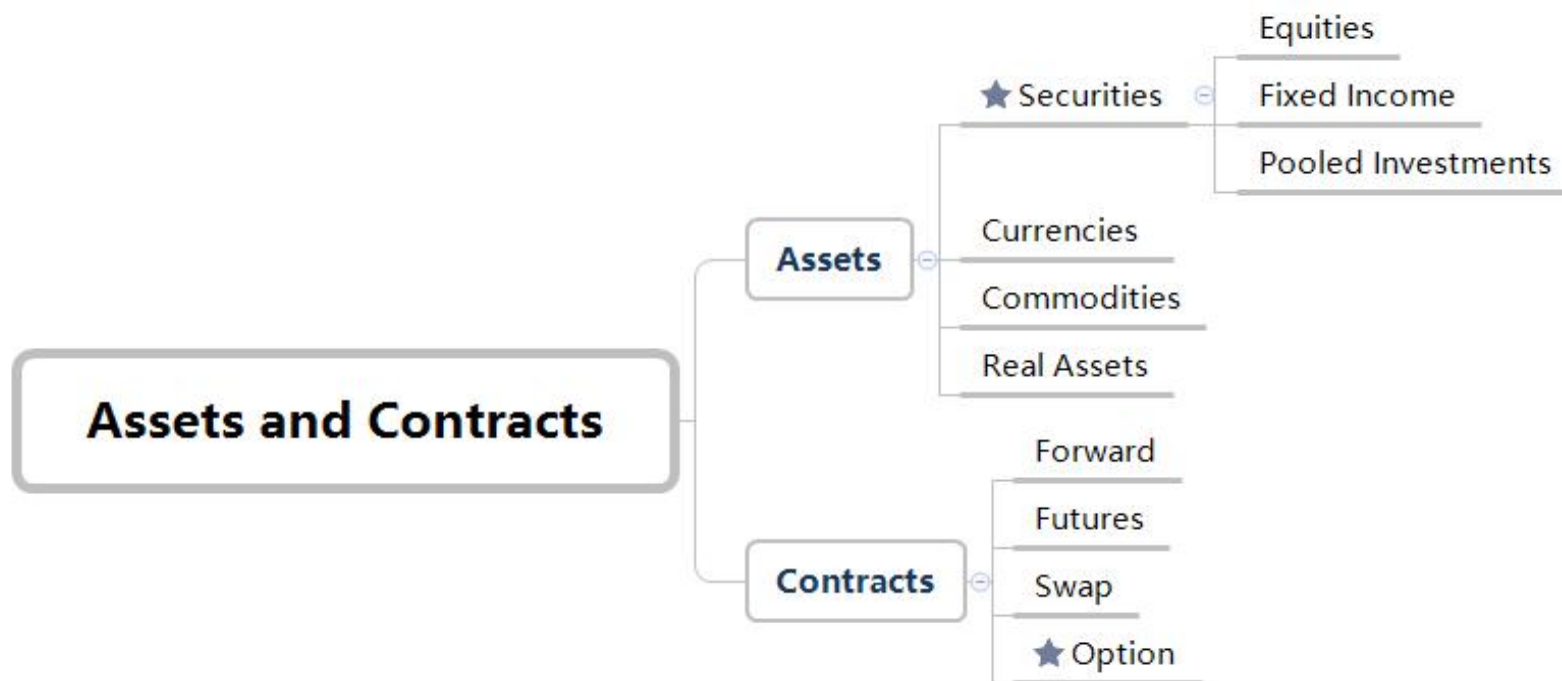 Assets and Contracts
Assets
Securities
Equities
Fixed Income
Pooled Investments
Currencies
Commodities
Real Assets
Contracts
Forward
Futures
Swap
Option